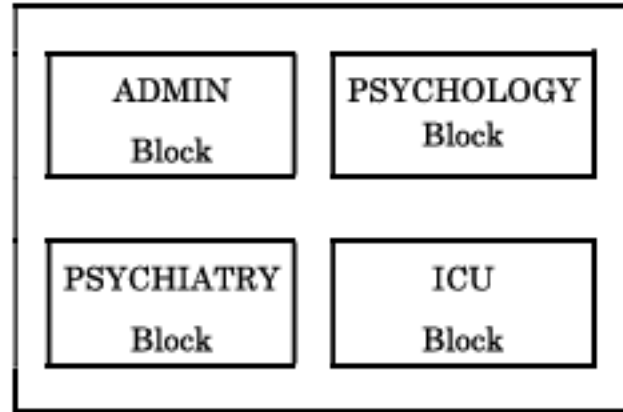 ADMIN
Block
PSYCHOLOGY
Block
PSYCHIATRY
Block
ICU
Block